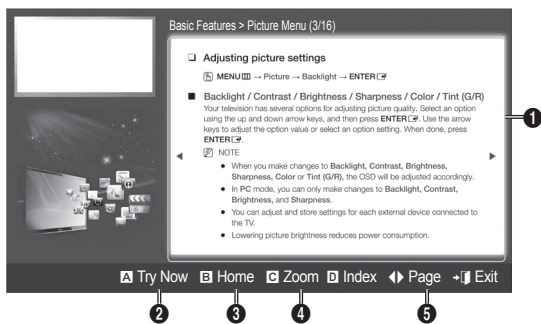 Basic Features > Picture Menu (3/16)
❑ Adjusting picture settings
MENU → Picture → Backlight → ENTER
■ Backlight / Contrast / Brightness / Sharpness / Color / Tint (G/R)
Your television has several options for adjusting picture quality. Select an option
using the up and down arrow keys, and then press ENTER. Use the arrow
keys to adjust the option value or select an option setting. When done, press
ENTER.
NOTE
● When you make changes to Backlight, Contrast, Brightness,
Sharpness, Color or Tint (G/R), the OSD will be adjusted accordingly.
● In PC mode, you can only make changes to Backlight, Contrast,
Brightness, and Sharpness.
● You can adjust and store settings for each external device connected to
the TV.
● Lowering picture brightness reduces power consumption.
◀ ▶
1
A Try Now B Home C Zoom D Index ◀▶ Page Exit
2 3 4 5